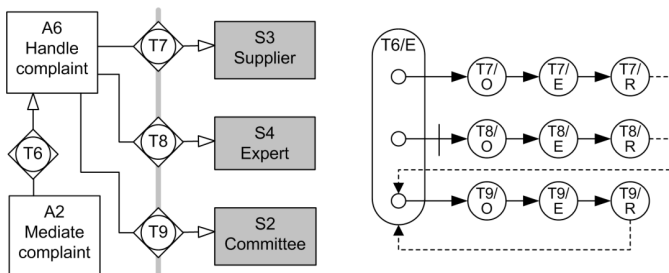 A6
Handle
complaint
T7
S3
Supplier
T8
S4
Expert
T6
A2
Mediate
complaint
T9
S2
Committee
T6/E
T7/
O
T7/
E
T7/
R
T8/
O
T8/
E
T8/
R
T9/
O
T9/
E
T9/
R